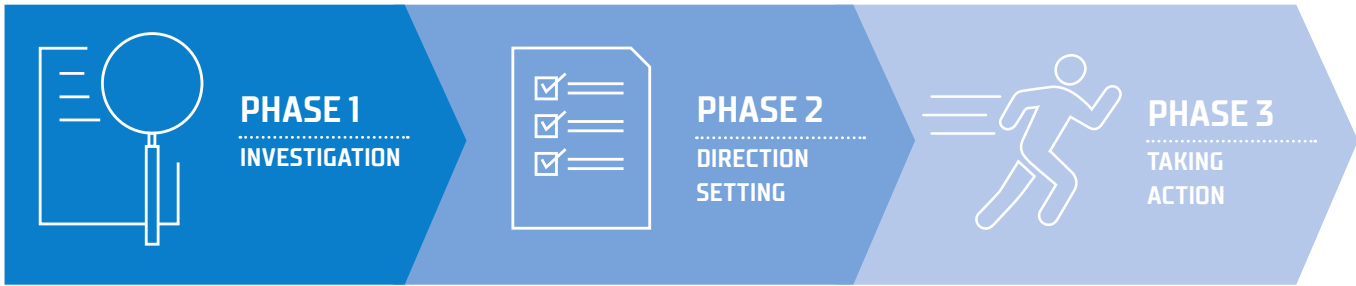 PHASE 1
INVESTIGATION
PHASE 2
DIRECTION
SETTING
PHASE 3
TAKING
ACTION